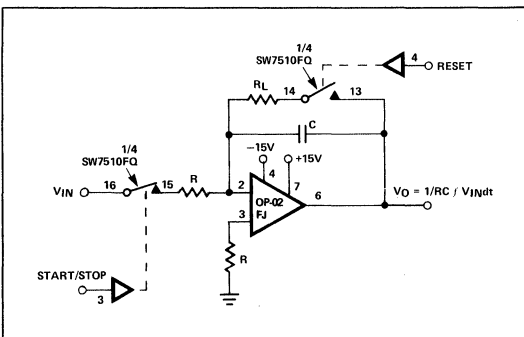 1/4
SW7510FQ
4
RESET
RL
14
13
C
1/4
SW7510FQ
-15V
+15V
VIN
16
15
R
2
4
7
OP-02
FJ
3
6
VO = 1/RC ∫ VINdt
R
START/STOP
3